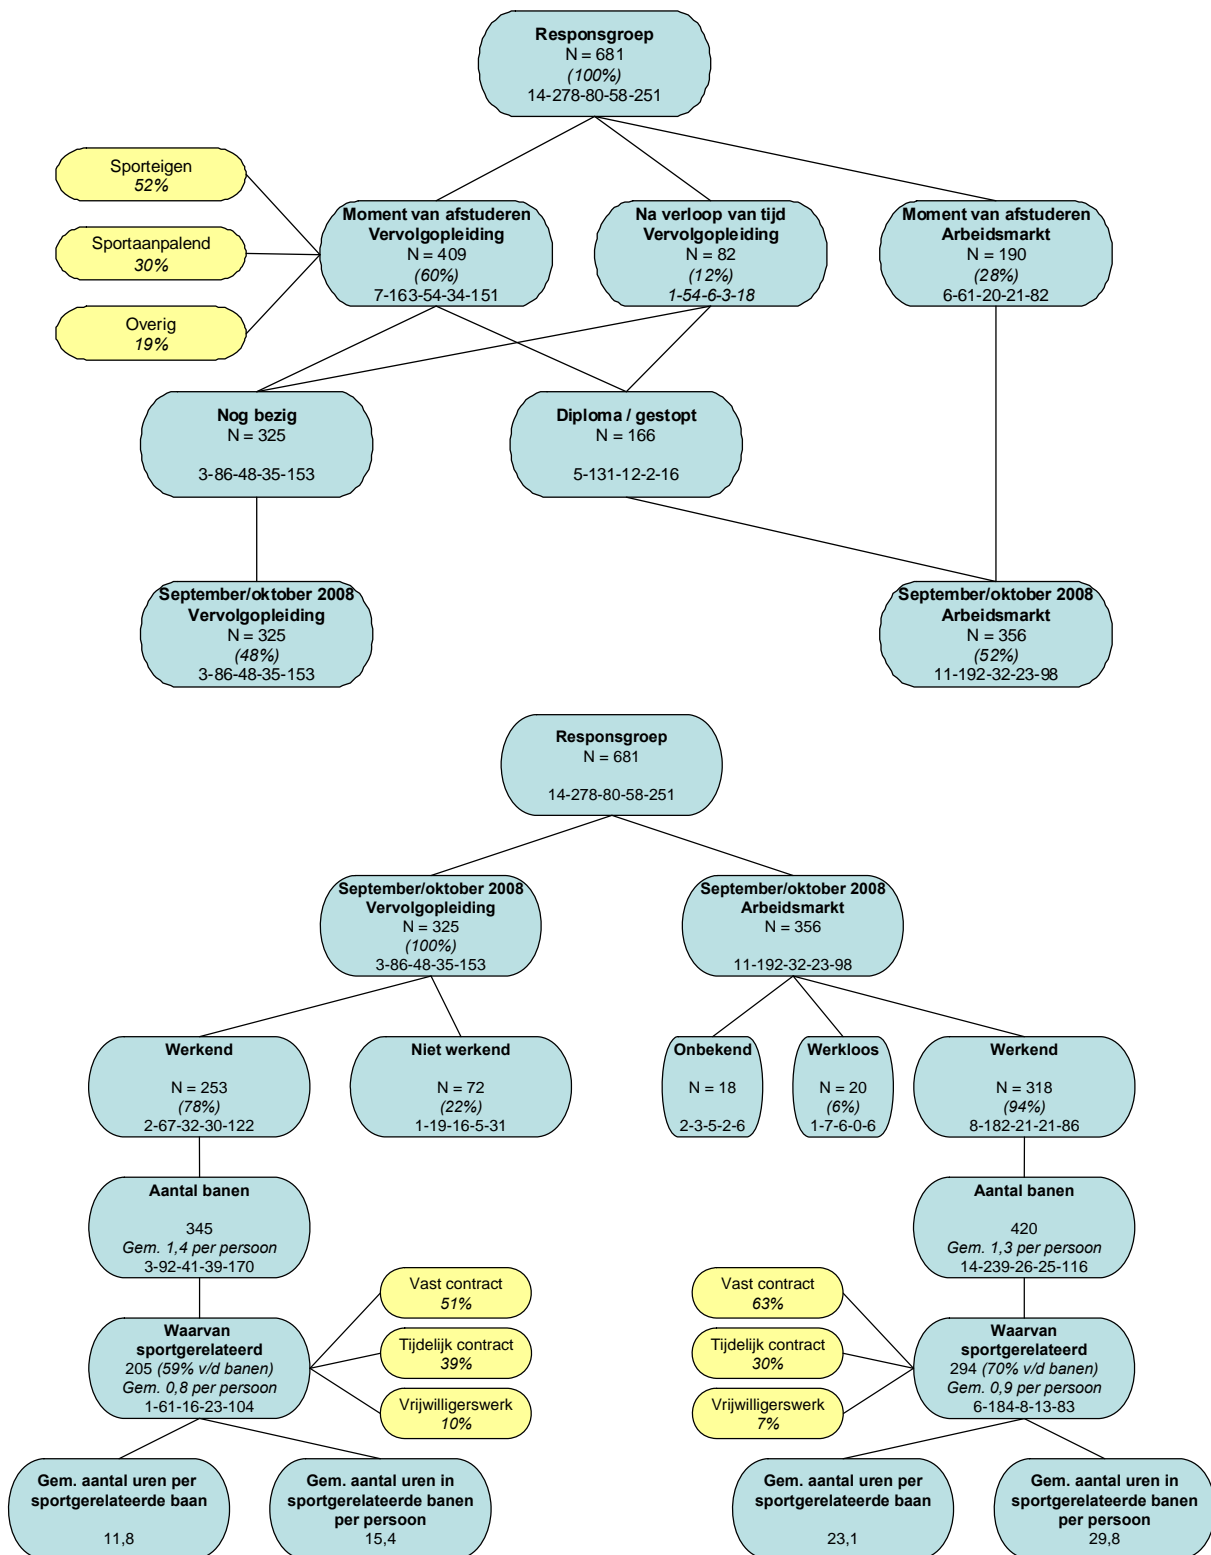 Responsgroep
N = 681
(100%)
14-278-80-58-251
Sporteigen
52%
Sportaanpalend
30%
Overig
19%
Moment van afstuderen
Vervolgopleiding
N = 409
(60%)
7-163-54-34-151
Na verloop van tijd
Vervolgopleiding
N = 82
(12%)
1-54-6-3-18
Moment van afstuderen
Arbeidsmarkt
N = 190
(28%)
6-61-20-21-82
Nog bezig
N = 325
3-86-48-35-153
Diploma / gestopt
N = 166
5-131-12-2-16
September/oktober 2008
Vervolgopleiding
N = 325
(48%)
3-86-48-35-153
September/oktober 2008
Arbeidsmarkt
N = 356
(52%)
11-192-32-23-98
Responsgroep
N = 681
14-278-80-58-251
September/oktober 2008
Vervolgopleiding
N = 325
(100%)
3-86-48-35-153
September/oktober 2008
Arbeidsmarkt
N = 356
11-192-32-23-98
Werkend
N = 253
(78%)
2-67-32-30-122
Niet werkend
N = 72
(22%)
1-19-16-5-31
Onbekend
N = 18
2-3-5-2-6
Werkloos
N = 20
(6%)
1-7-6-0-6
Werkend
N = 318
(94%)
8-182-21-21-86
Aantal banen
345
Gem. 1,4 per persoon
3-92-41-39-170
Aantal banen
420
Gem. 1,3 per persoon
14-239-26-25-116
Waarvan
sportgerelateerd
205 (59% v/d banen)
Gem. 0,8 per persoon
1-61-16-23-104
Vast contract
51%
Tijdelijk contract
39%
Vrijwilligerswerk
10%
Vast contract
63%
Tijdelijk contract
30%
Vrijwilligerswerk
7%
Waarvan
sportgerelateerd
294 (70% v/d banen)
Gem. 0,9 per persoon
6-184-8-13-83
Gem. aantal uren per
sportgerelateerde baan
11,8
Gem. aantal uren in
sportgerelateerde banen
per persoon
15,4
Gem. aantal uren per
sportgerelateerde baan
23,1
Gem. aantal uren in
sportgerelateerde banen
per persoon
29,8